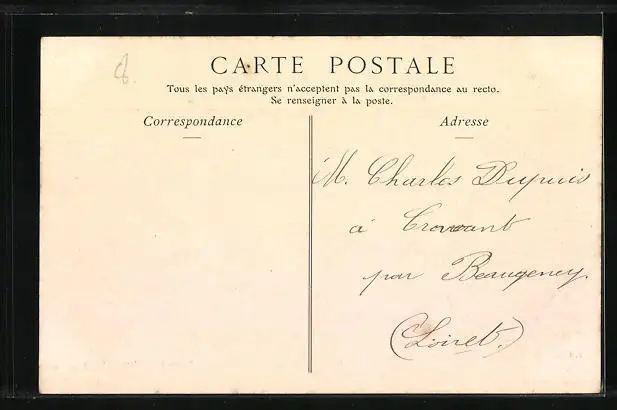 8
CARTE POSTALE
Tous les pays étrangers n'acceptent pas la correspondance au recto.
Se renseigner à la poste.
Correspondance
Adresse
M. Charles Dupuis
à
par Beaugency
(Loiret)